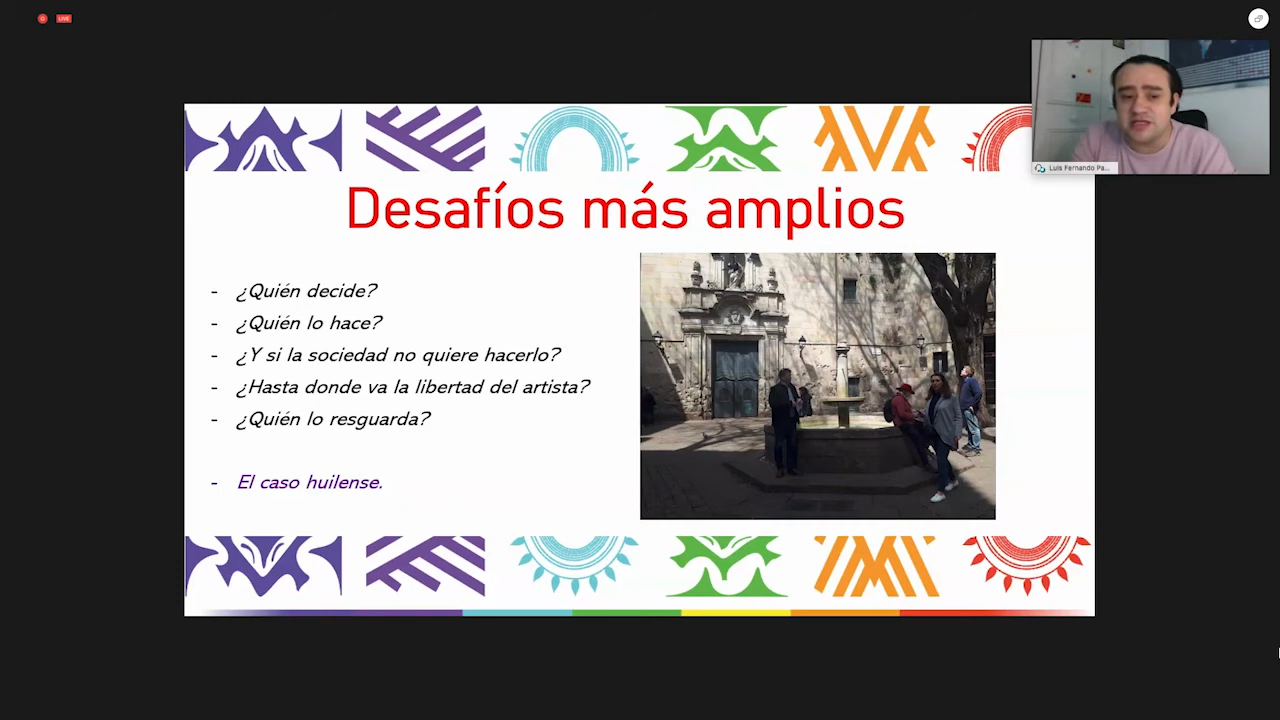 LIVE
Luis Fernando Pa...
Desafíos más amplios
- ¿Quién decide?
- ¿Quién lo hace?
- ¿Y si la sociedad no quiere hacerlo?
- ¿Hasta donde va la libertad del artista?
- ¿Quién lo resguarda?
- El caso huilense.